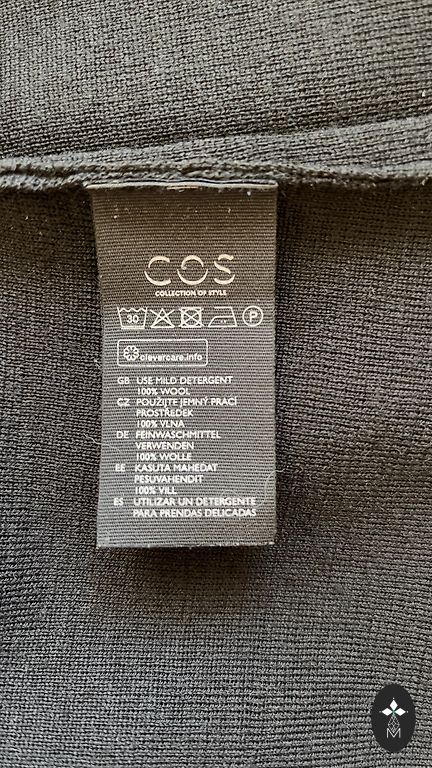 COS
COLLECTION OF STYLE
30 P
clevercare.info
GB USE MILD DETERGENT
100% WOOL
CZ POUŽIJTE JEMNÝ PRACÍ
PROSTŘEDEK
100% VLNA
DE FEINWASCHMITTEL
VERWENDEN
100% WOLLE
EE KASUTA MAHEDAT
PESUVAHENDIT
100% VILL
ES UTILIZAR UN DETERGENTE
PARA PRENDAS DELICADAS
M